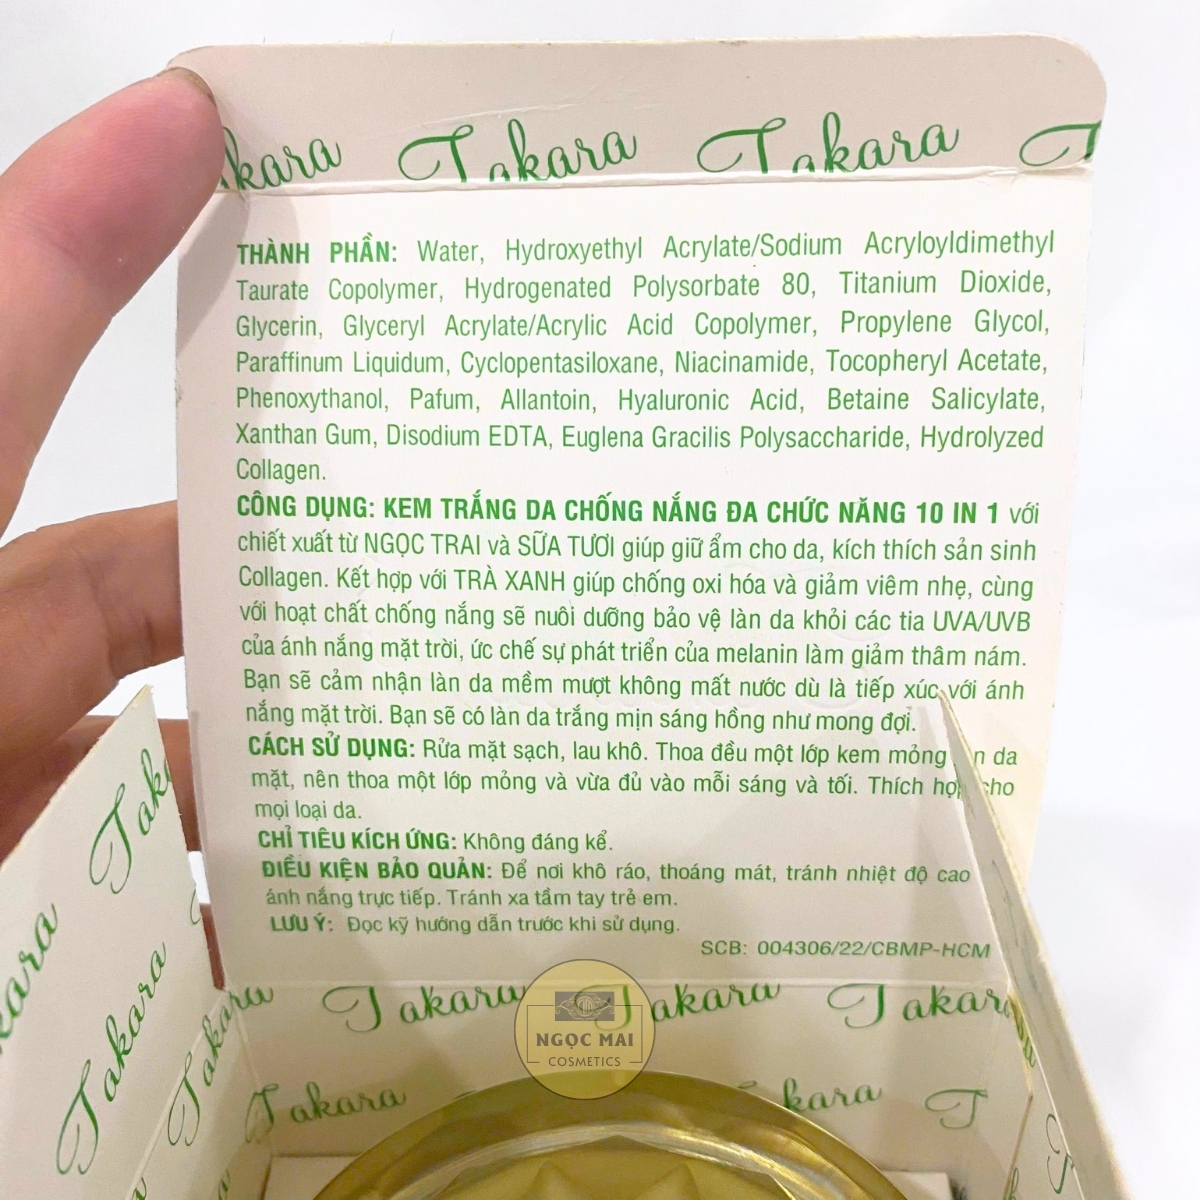 Takara Takara
THÀNH PHẦN: Water, Hydroxyethyl Acrylate/Sodium Acryloyldimethyl
Taurate Copolymer, Hydrogenated Polysorbate 80, Titanium Dioxide,
Glycerin, Glyceryl Acrylate/Acrylic Acid Copolymer, Propylene Glycol,
Paraffinum Liquidum, Cyclopentasiloxane, Niacinamide, Tocopheryl Acetate,
Phenoxythanol, Pafum, Allantoin, Hyaluronic Acid, Betaine Salicylate,
Xanthan Gum, Disodium EDTA, Euglena Gracilis Polysaccharide, Hydrolyzed
Collagen.
CÔNG DỤNG: KEM TRẮNG DA CHỐNG NẮNG ĐA CHỨC NĂNG 10 IN 1 với
chiết xuất từ NGỌC TRAI và SỮA TƯƠI giúp giữ ẩm cho da, kích thích sản sinh
Collagen. Kết hợp với TRÀ XANH giúp chống oxi hóa và giảm viêm nhẹ, cùng
với hoạt chất chống nắng sẽ nuôi dưỡng bảo vệ làn da khỏi các tia UVA/UVB
của ánh nắng mặt trời, ức chế sự phát triển của melanin làm giảm thâm nám.
Bạn sẽ cảm nhận làn da mềm mượt không mất nước dù là tiếp xúc với ánh
nắng mặt trời. Bạn sẽ có làn da trắng mịn sáng hồng như mong đợi.
CÁCH SỬ DỤNG: Rửa mặt sạch, lau khô. Thoa đều một lớp kem mỏng da
mặt, nên thoa một lớp mỏng và vừa đủ vào mỗi sáng và tối. Thích hợp cho
mọi loại da.
CHỈ TIÊU KÍCH ỨNG: Không đáng kể.
ĐIỀU KIỆN BẢO QUẢN: Để nơi khô ráo, thoáng mát, tránh nhiệt độ cao
ánh nắng trực tiếp. Tránh xa tầm tay trẻ em.
LƯU Ý: Đọc kỹ hướng dẫn trước khi sử dụng.
SCB: 004306/22/CBMP-HCM
Takara Takara Takara
NGỌC MAI
COSMETICS
Takara
Takara
Takara
Takara